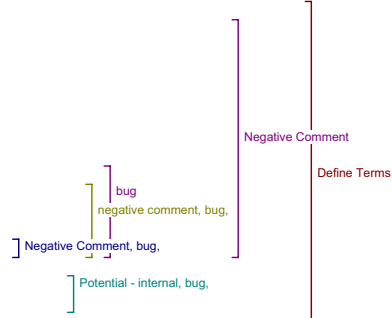 Negative Comment
Define Terms
bug
negative comment, bug,
Negative Comment, bug,
Potential - internal, bug,